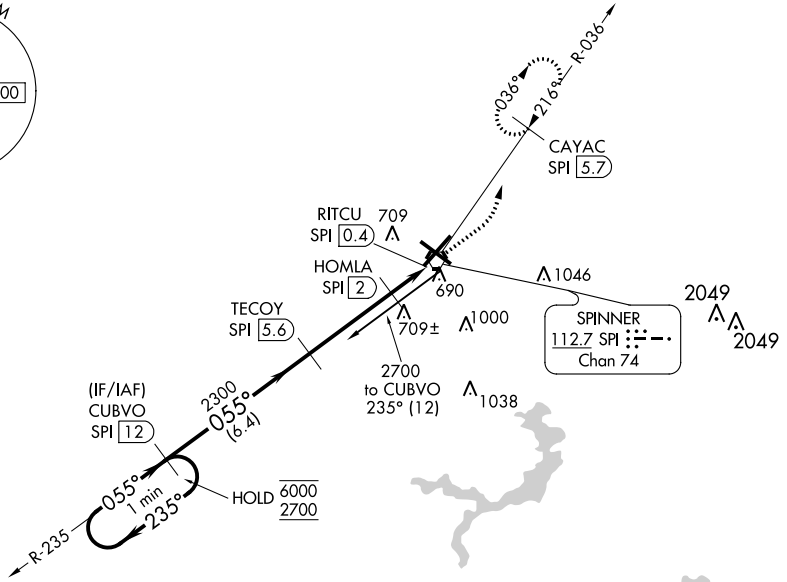 M
00
R-036
036°
216°
CAYAC
SPI 5.7
RITCU
SPI 0.4
709
HOMLA
SPI 2
690
1046
TECOY
SPI 5.6
709±
1000
2049
2049
SPINNER
112.7 SPI
Chan 74
2700
to CUBVO
235° (12)
1038
(IF/IAF)
CUBVO
SPI 12
2300
055°
(6.4)
055°
1 min
235°
HOLD 6000
2700
R-235